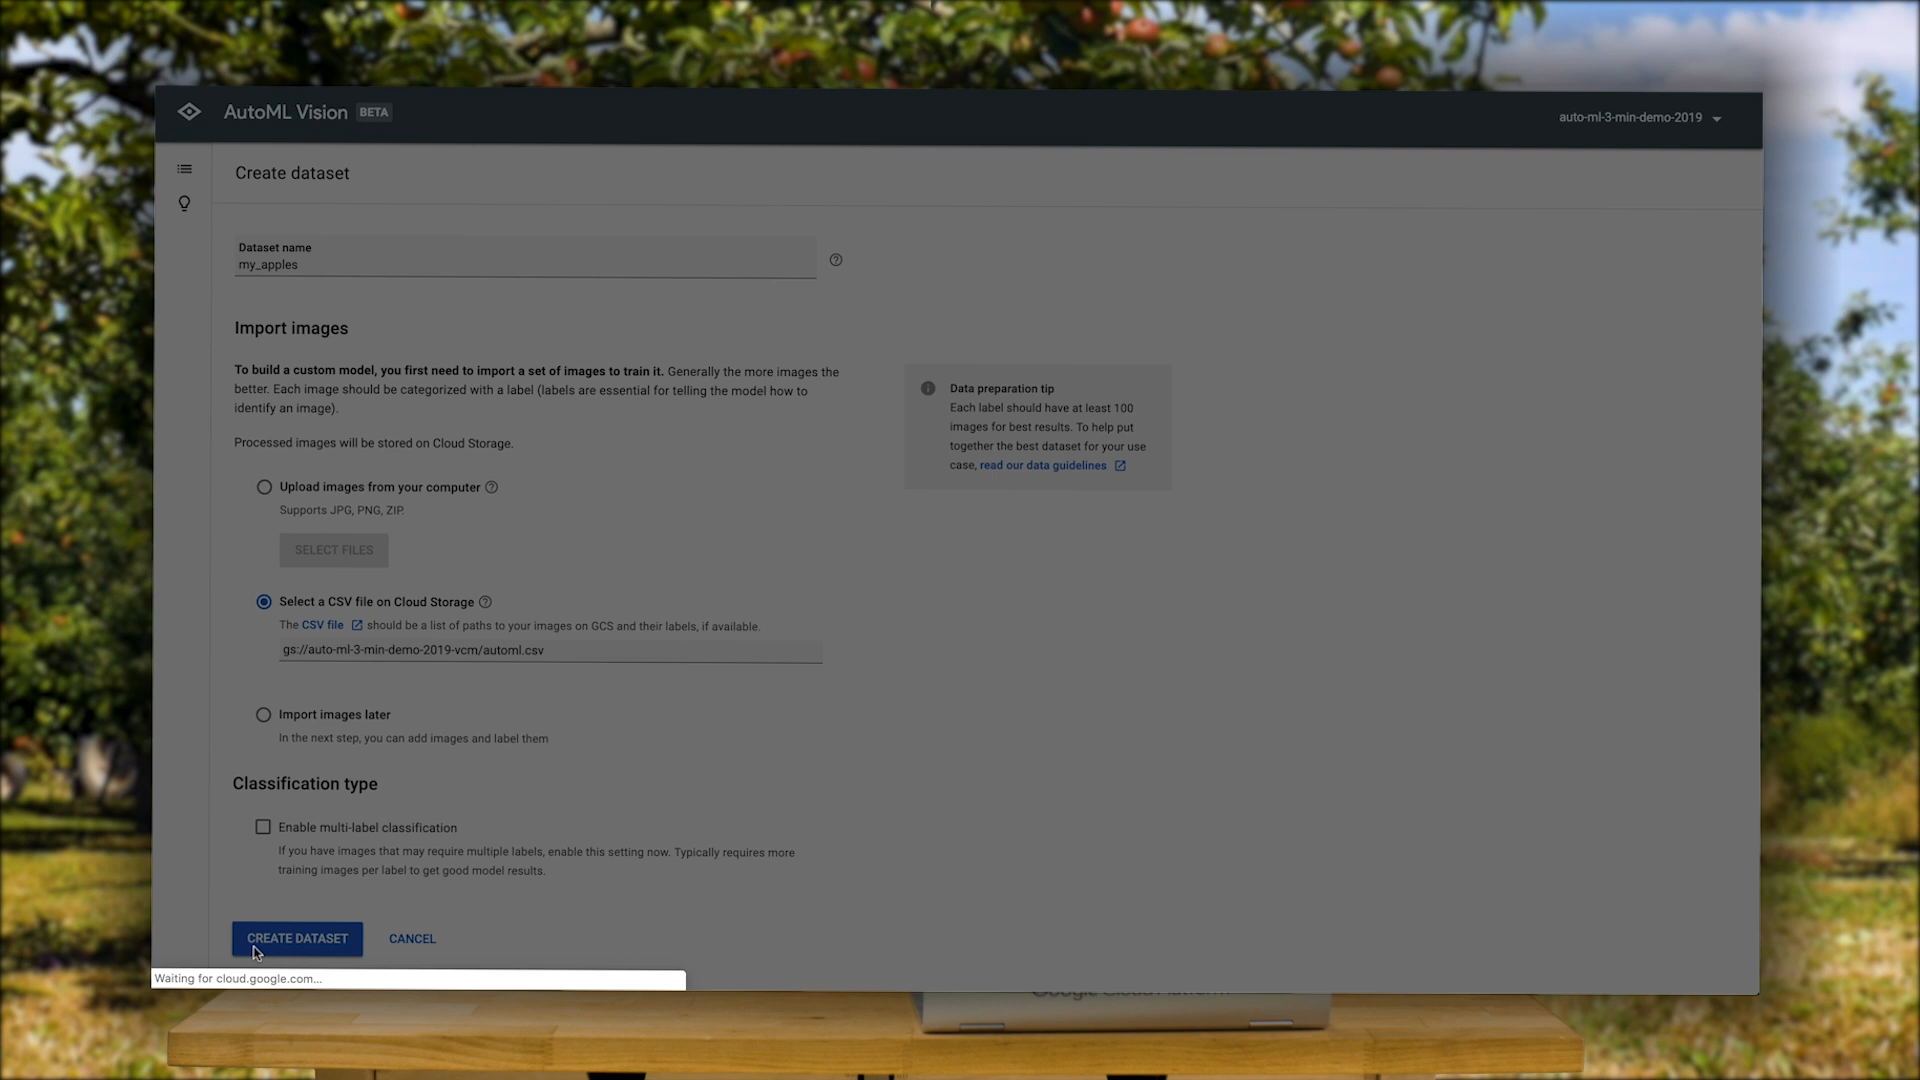 AutoML Vision BETA
auto-ml-3-min-demo-2019
Create dataset
Dataset name
my_apples
Import images
To build a custom model, you first need to import a set of images to train it. Generally the more images the
better. Each image should be categorized with a label (labels are essential for telling the model how to
identify an image).
Processed images will be stored on Cloud Storage.
Data preparation tip
Each label should have at least 100
images for best results. To help put
together the best dataset for your use
case, read our data guidelines
Upload images from your computer
Supports JPG, PNG, ZIP.
SELECT FILES
Select a CSV file on Cloud Storage
The CSV file should be a list of paths to your images on GCS and their labels, if available.
gs://auto-ml-3-min-demo-2019-vcm/automl.csv
Import images later
In the next step, you can add images and label them
Classification type
Enable multi-label classification
If you have images that may require multiple labels, enable this setting now. Typically requires more
training images per label to get good model results.
CREATE DATASET CANCEL
Waiting for cloud.google.com...
Google Cloud Platform